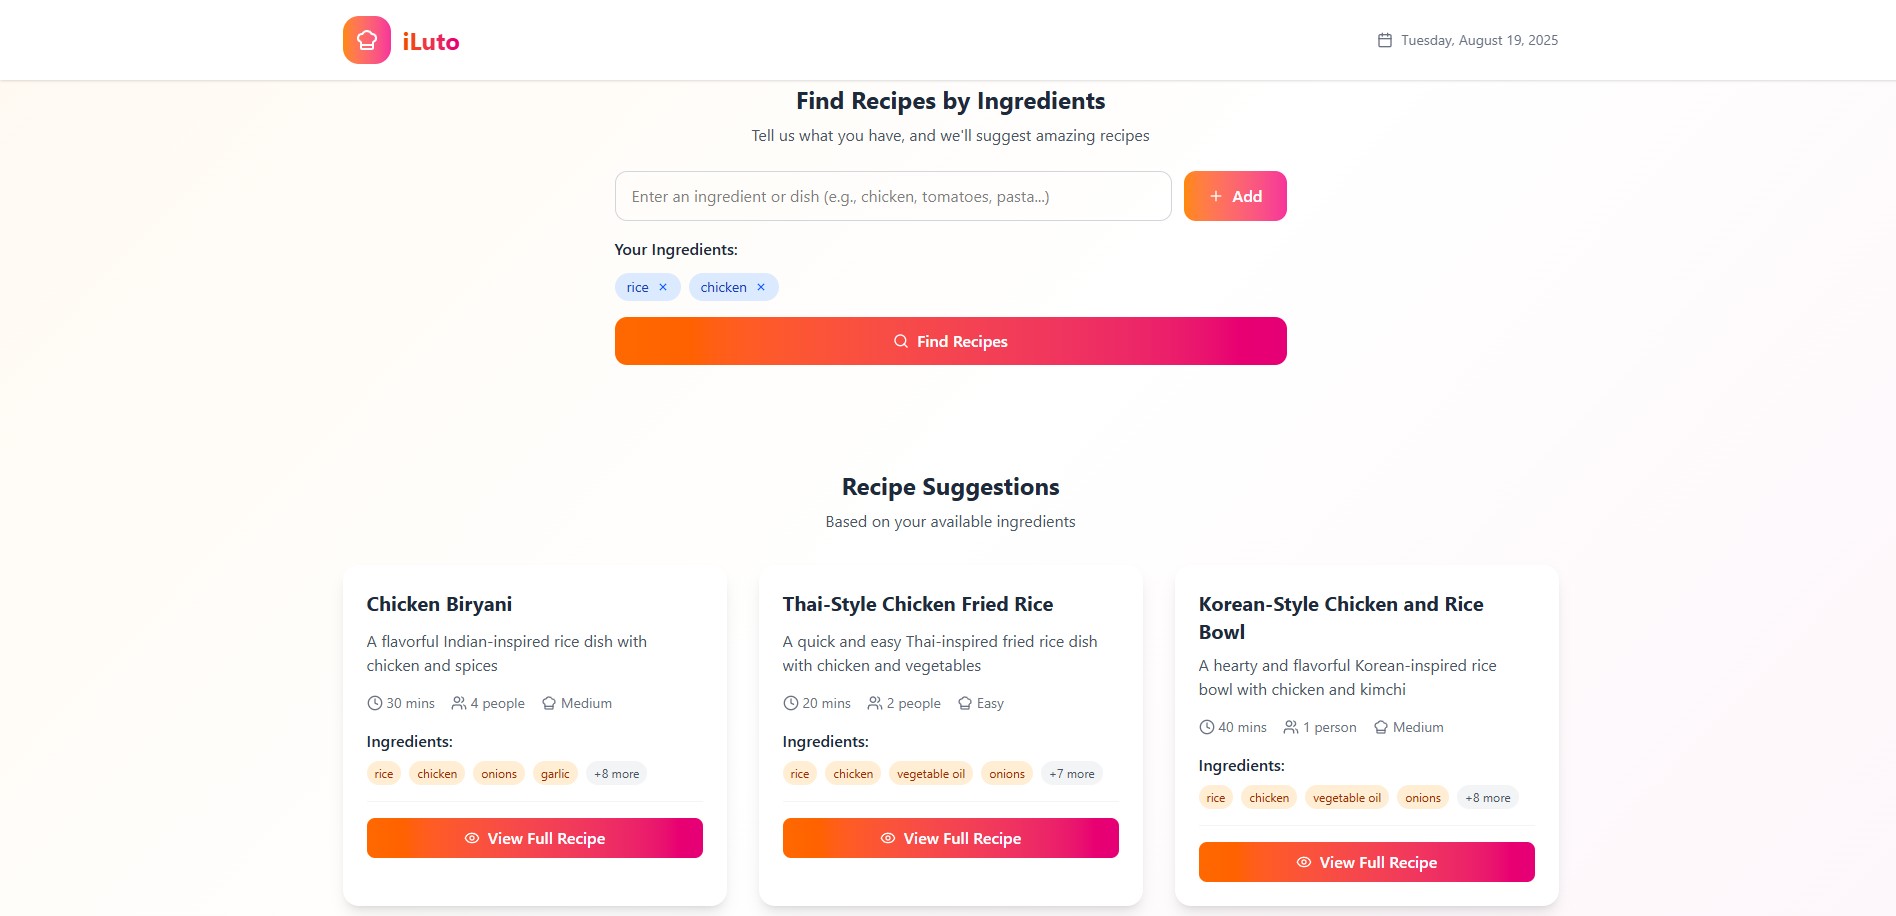 iLuto
Tuesday, August 19, 2025
Find Recipes by Ingredients
Tell us what you have, and we'll suggest amazing recipes
Enter an ingredient or dish (e.g., chicken, tomatoes, pasta...)
+ Add
Your Ingredients:
rice × chicken ×
Find Recipes
Recipe Suggestions
Based on your available ingredients
Chicken Biryani
A flavorful Indian-inspired rice dish with
chicken and spices
30 mins 4 people Medium
Ingredients:
rice chicken onions garlic +8 more
View Full Recipe
Thai-Style Chicken Fried Rice
A quick and easy Thai-inspired fried rice dish
with chicken and vegetables
20 mins 2 people Easy
Ingredients:
rice chicken vegetable oil onions +7 more
View Full Recipe
Korean-Style Chicken and Rice
Bowl
A hearty and flavorful Korean-inspired rice
bowl with chicken and kimchi
40 mins 1 person Medium
Ingredients:
rice chicken vegetable oil onions +8 more
View Full Recipe